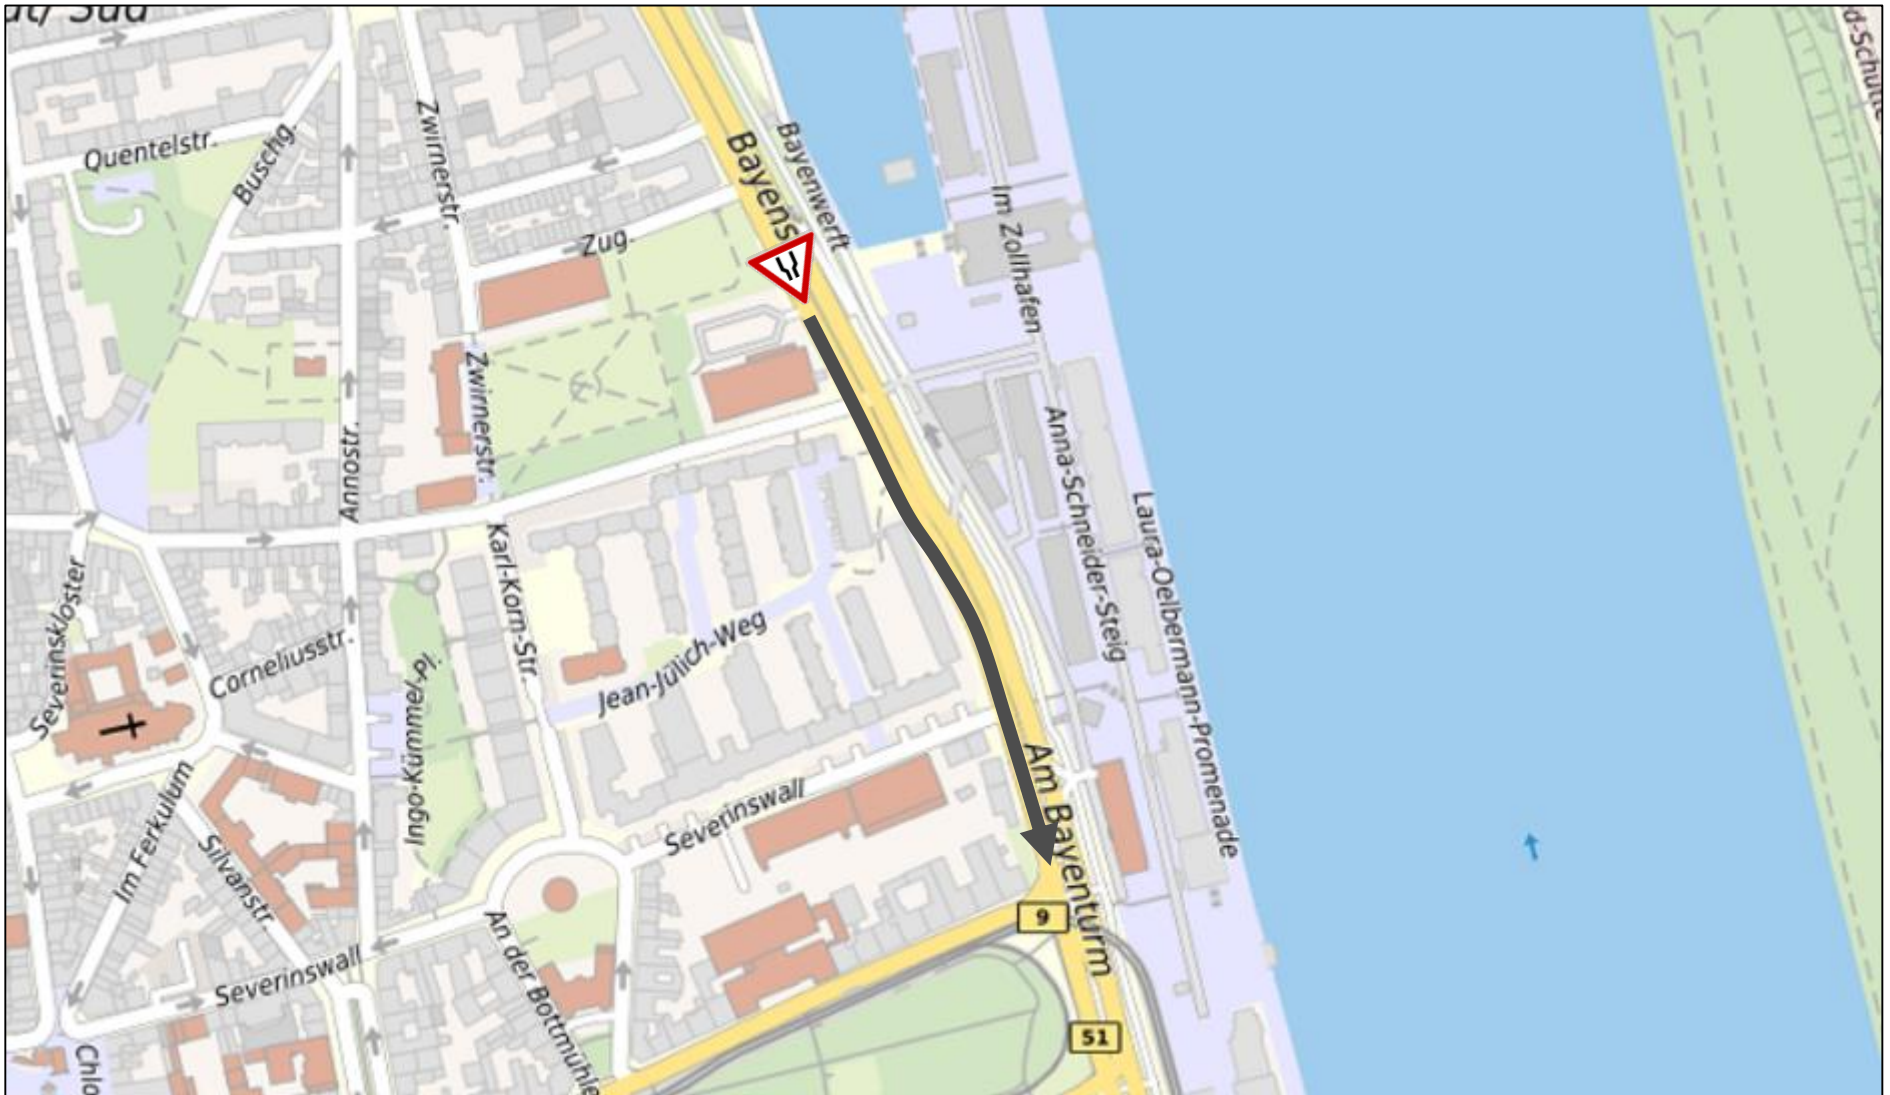 Quentelstr.
Buschg.
Zwirnerstr.
Bayens
Bayenwerft
Im Zollhafen
Zug-
Zwirnerstr.
Annostr.
Anna-Schneider-Steig
Laura-Oelbermann-Promenade
Severinskloster
Karl-Korn-Str.
Corneliusstr.
Jean-Jülich-Weg
Ingo-Kümmel-Pl.
Im Ferkulum
Silvanstr.
Severinswall
Am Bayenturm
9
An der Bottmühle
Severinswall
51
Chlo